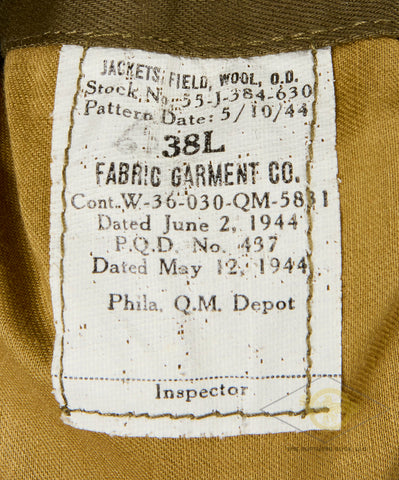 JACKETS, FIELD, WOOL, O.D.
Stock No. 55-J-384-630
Pattern Date: 5/10/44
38L
FABRIC GARMENT CO.
Cont. W-36-030-QM-5831
Dated June 2, 1944
P.Q.D. No. 437
Dated May 12, 1944
Phila. Q.M. Depot
Inspector